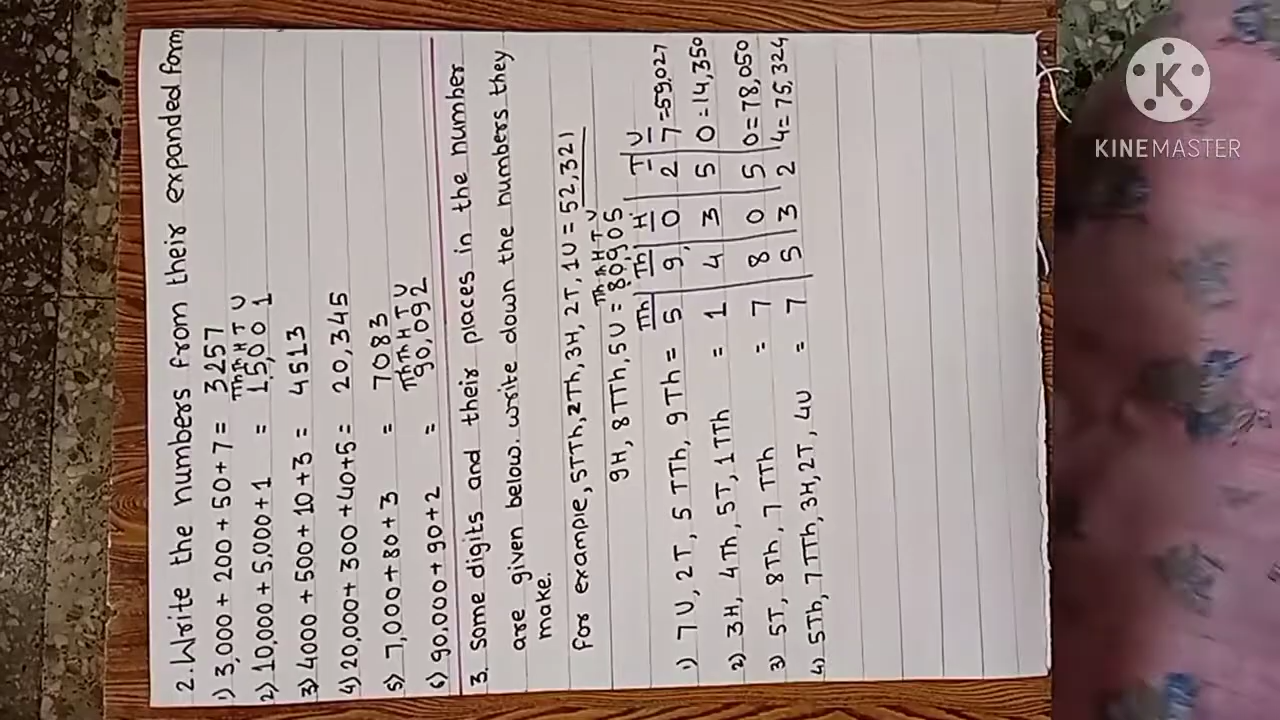 2. Write the numbers from their expanded form
1) 3,000 + 200 + 50 + 7 = 3257
TTh Th H T U
2) 10,000 + 5,000 + 1 = 15,001
3) 4000 + 500 + 10 + 3 = 4513
4) 20,000 + 300 + 40 + 5 = 20,345
5) 7,000 + 80 + 3 = 7083
TTh Th H T U
6) 90,000 + 90 + 2 = 90,092
3. Some digits and their places in the number
are given below. write down the numbers they
make.
For example, 5TTh, 2Th, 3H, 2T, 1U = 52,321
TTh Th H T U
9H, 8TTh, 5U = 80,905
TTh Th H T U
1) 7U, 2T, 5TTh, 9Th = 5 9, 0 2 7 = 59,027
2) 3H, 4Th, 5T, 1TTh = 1 4 3 5 0 = 14,350
3) 5T, 8Th, 7TTh = 7 8 0 5 0 = 78,050
4) 5Th, 7TTh, 3H, 2T, 4U = 7 5 3 2 4 = 75,324
K
KINEMASTER